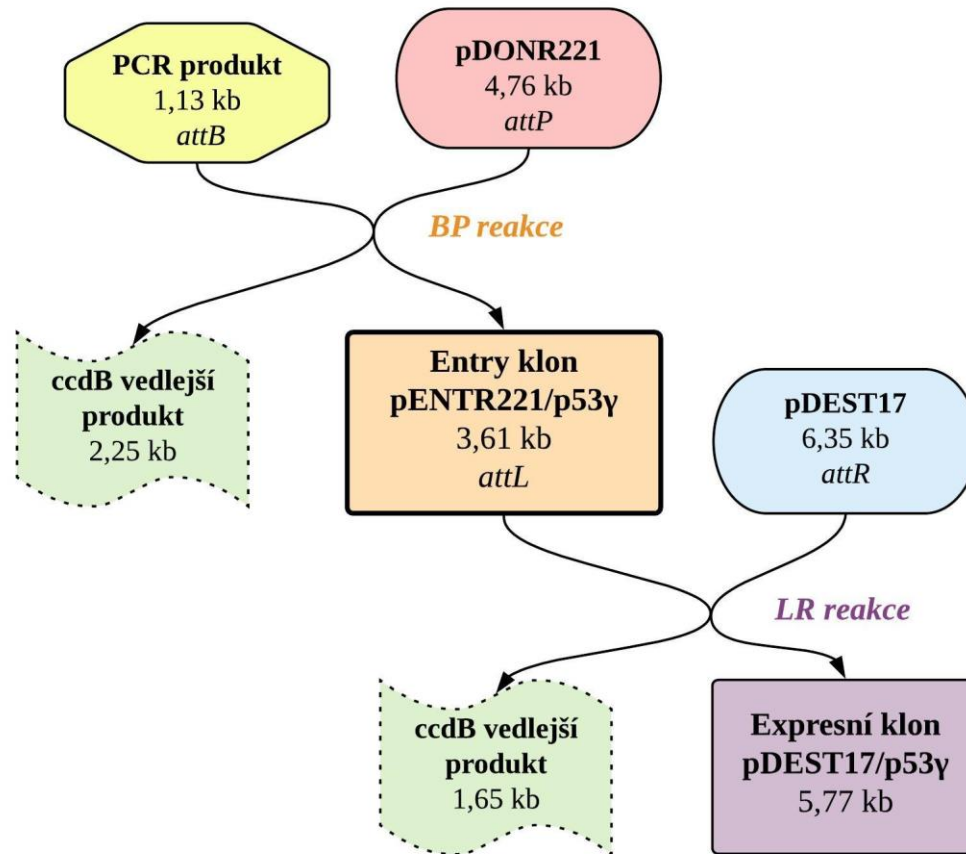 PCR produkt
1,13 kb
attB
pDONR221
4,76 kb
attP
BP reakce
ccdB vedlejší
produkt
2,25 kb
Entry klon
pENTR221/p53γ
3,61 kb
attL
pDEST17
6,35 kb
attR
LR reakce
ccdB vedlejší
produkt
1,65 kb
Expresní klon
pDEST17/p53γ
5,77 kb